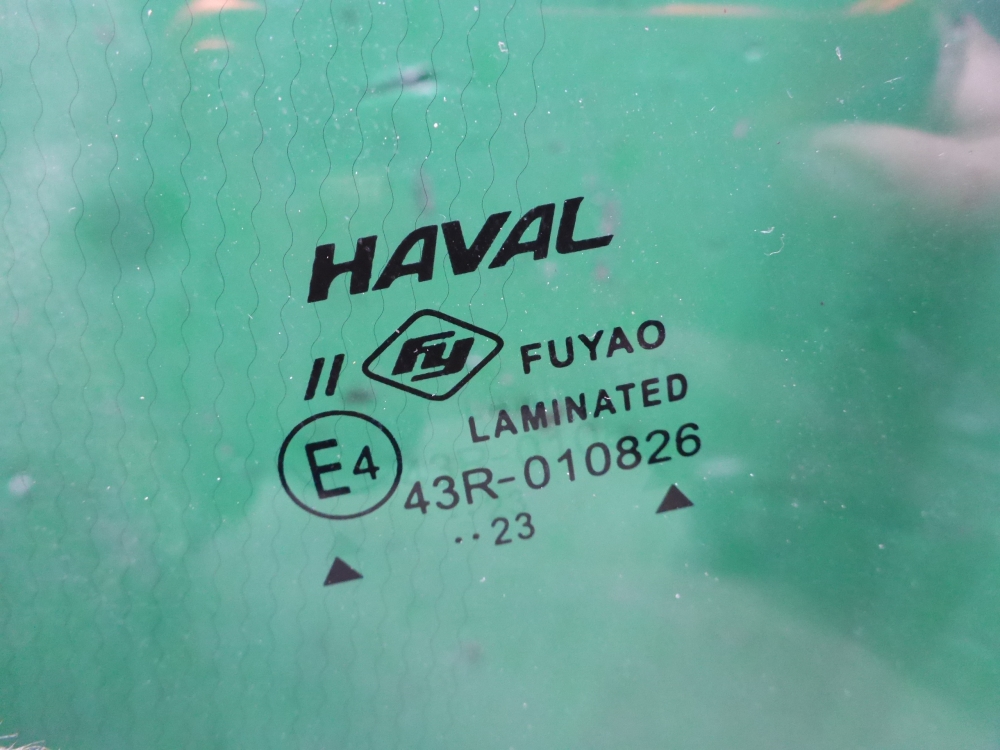 HAVAL
II FY FUYAO
LAMINATED
E4 43R-010826
..23